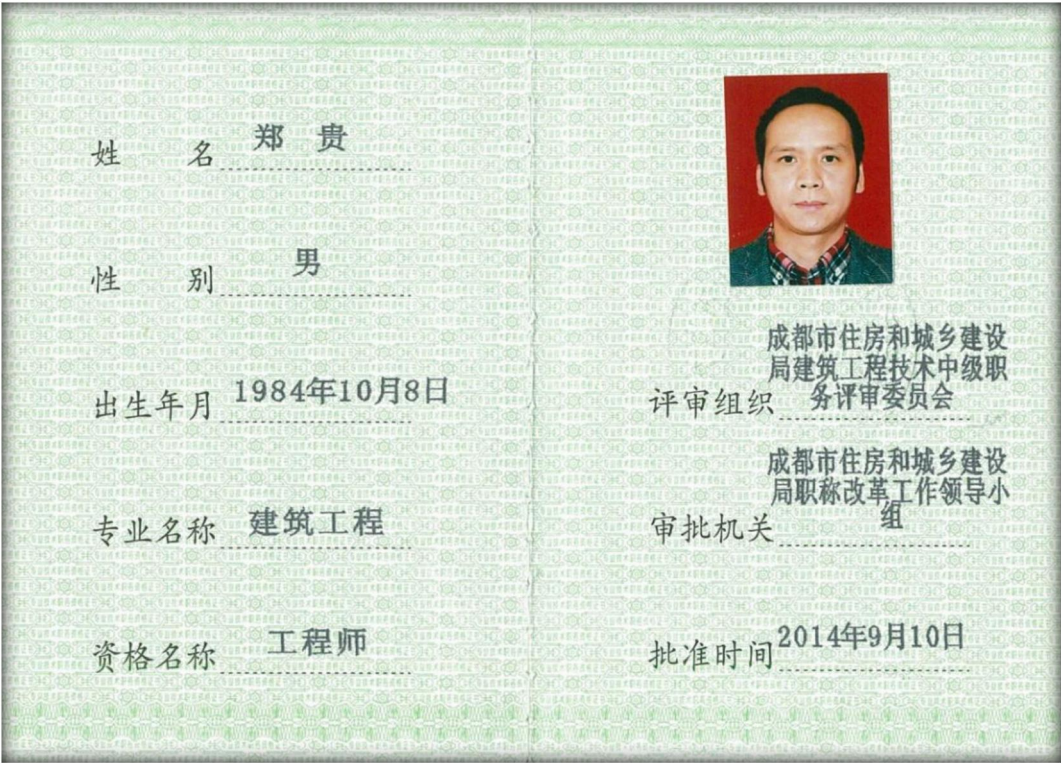 姓 名 郑 贵
性 别 男
出生年月 1984年10月8日
专业名称 建筑工程
资格名称 工程师
成都市住房和城乡建设
局建筑工程技术中级职
评审组织 务评审委员会
成都市住房和城乡建设
局职称改革工作领导小
审批机关 组
批准时间 2014年9月10日